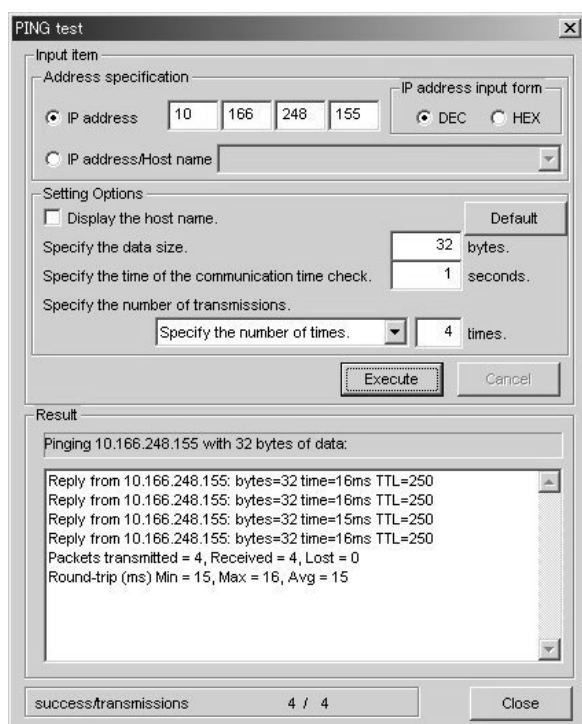 PING test
Input item
Address specification
IP address input form
IP address 10 166 248 155 DEC HEX
IP address/Host name
Setting Options
Display the host name. Default
Specify the data size. 32 bytes.
Specify the time of the communication time check. 1 seconds.
Specify the number of transmissions.
Specify the number of times. 4 times.
Execute Cancel
Result
Pinging 10.166.248.155 with 32 bytes of data:
Reply from 10.166.248.155: bytes=32 time=16ms TTL=250
Reply from 10.166.248.155: bytes=32 time=16ms TTL=250
Reply from 10.166.248.155: bytes=32 time=15ms TTL=250
Reply from 10.166.248.155: bytes=32 time=16ms TTL=250
Packets transmitted = 4, Received = 4, Lost = 0
Round-trip (ms) Min = 15, Max = 16, Avg = 15
success/transmissions 4 / 4 Close